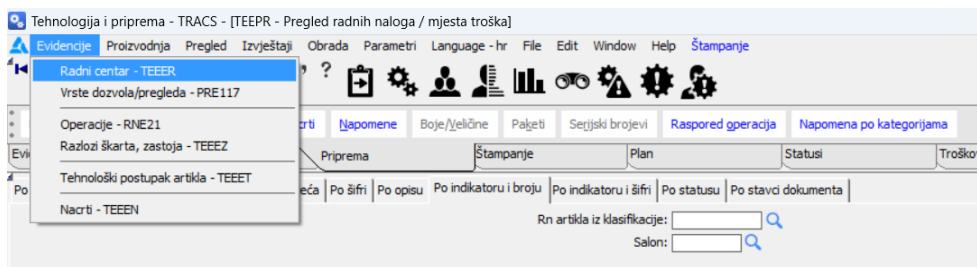 Tehnologija i priprema - TRACS - [TEEPR - Pregled radnih naloga / mjesta troška]
Evidencije Proizvodnja Pregled Izvještaji Obrada Parametri Language - hr File Edit Window Help Štampanje
Radni centar - TEEER
?
Vrste dozvola/pregleda - PRE117
Operacije - RNE21
Napomene Boje/Veličine Paketi Serijski brojevi Raspored operacija Napomena po kategorijama
Razlozi škarta, zastoja - TEEEZ
Priprema Štampanje Plan Statusi
Tehnološki postupak artikla - TEEET
Po Po šifri Po opisu Po indikatoru i broju Po indikatoru i šifri Po statusu Po stavci dokumenta
Nacrti - TEEEN
Rn artikla iz klasifikacije:
Salon: